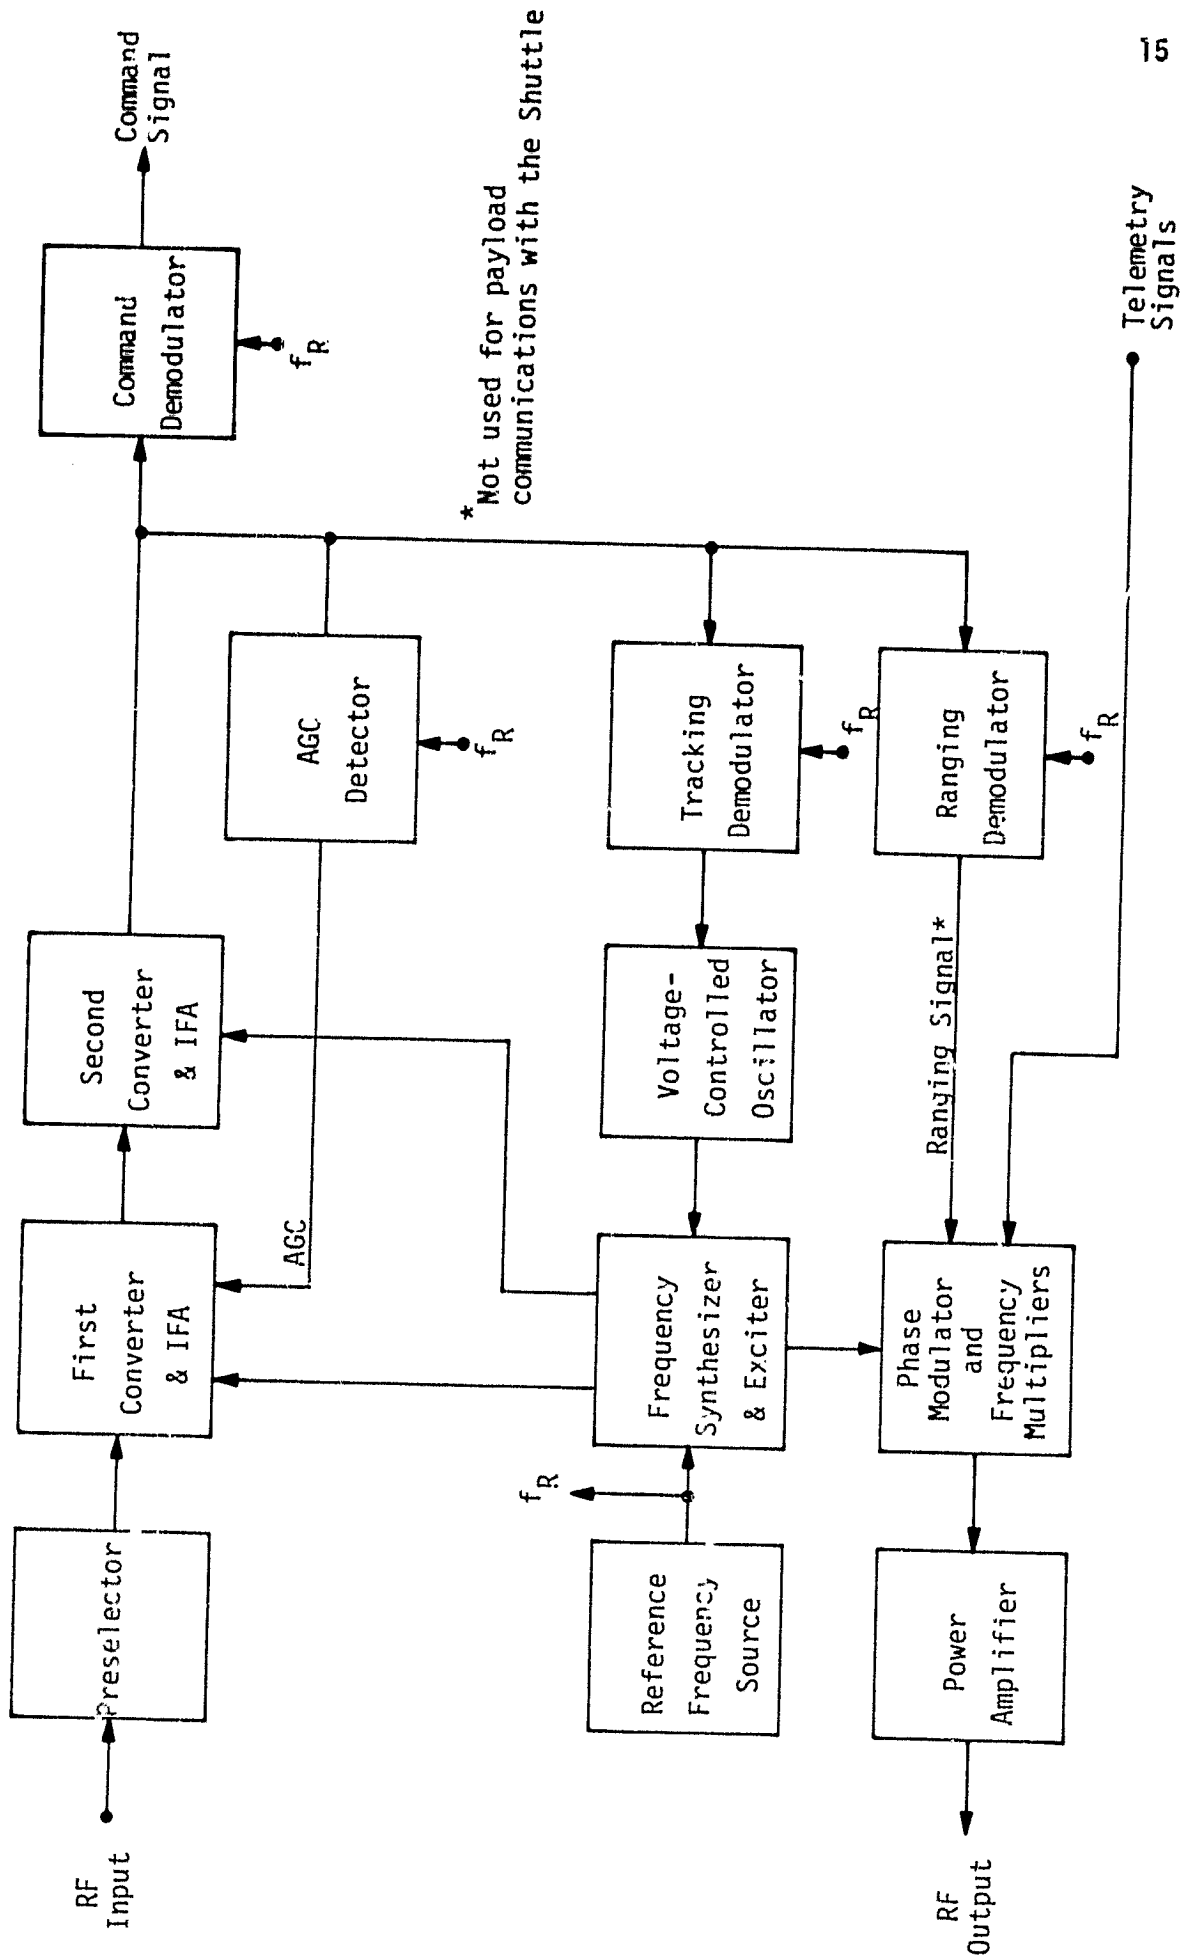 RF
Input
Preselector
First
Converter
& IFA
Second
Converter
& IFA
Command
Demodulator
Command
Signal
f_R
AGC
AGC
Detector
f_R
*Not used for payload
communications with the Shuttle
f_R
Reference
Frequency
Source
Frequency
Synthesizer
& Exciter
Voltage-
Controlled
Oscillator
Tracking
Demodulator
f_R
RF
Output
Power
Amplifier
Phase
Modulator
and
Frequency
Multipliers
Ranging Signal*
Ranging
Demodulator
f_R
Telemetry
Signals
15